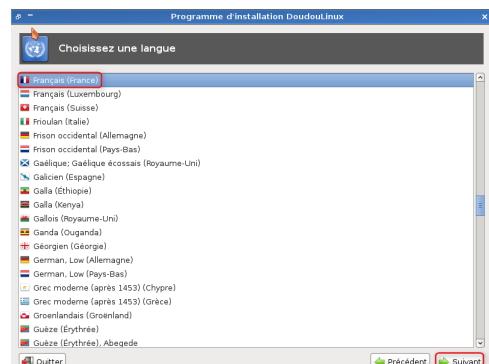 Programme d'installation DoudouLinux
Choisissez une langue
Français (France)
Français (Luxembourg)
Français (Suisse)
Frioulan (Italie)
Frison occidental (Allemagne)
Frison occidental (Pays-Bas)
Gaélique; Gaélique écossais (Royaume-Uni)
Galicien (Espagne)
Galla (Éthiopie)
Galla (Kenya)
Gallois (Royaume-Uni)
Ganda (Ouganda)
Géorgien (Géorgie)
German, Low (Allemagne)
German, Low (Pays-Bas)
Grec moderne (après 1453) (Chypre)
Grec moderne (après 1453) (Grèce)
Groenlandais (Groënland)
Guèze (Érythrée)
Guèze (Érythrée), Abegede
Quitter
Précédent
Suivant